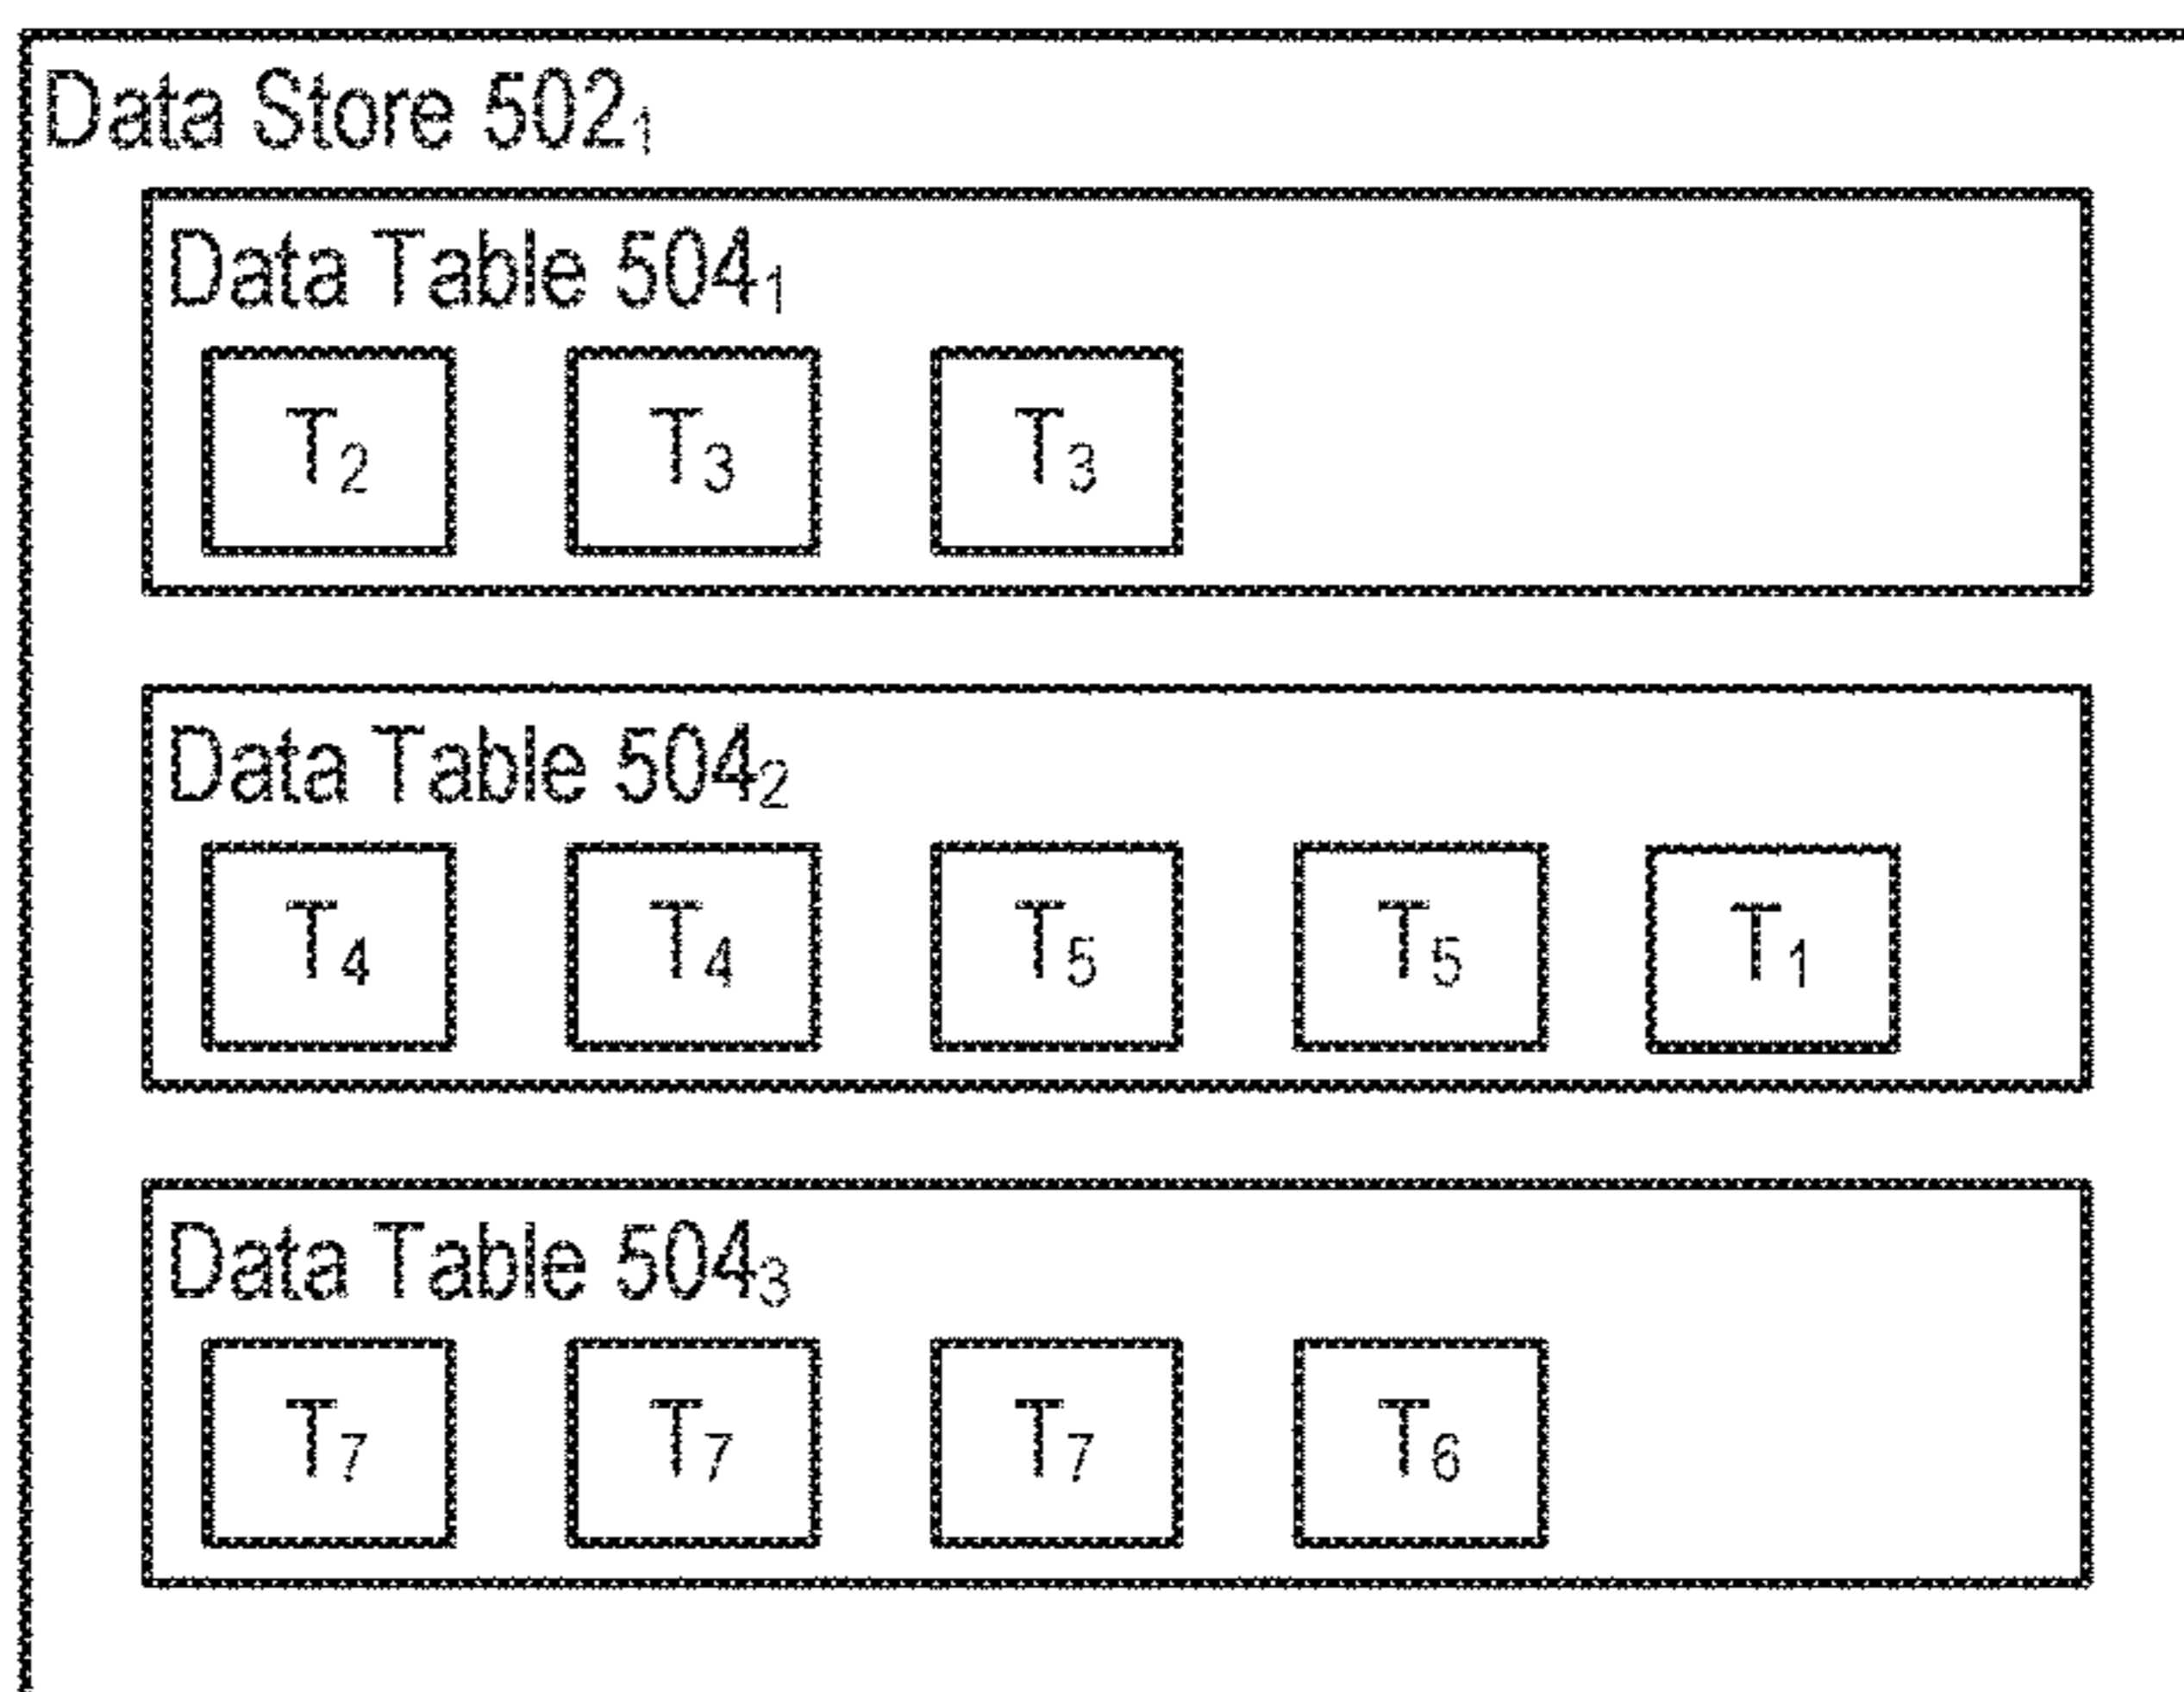 Data Store 502₁
Data Table 504₁
T₂ T₃ T₃
Data Table 504₂
T₄ T₄ T₅ T₅ T₁
Data Table 504₃
T₇ T₇ T₇ T₆